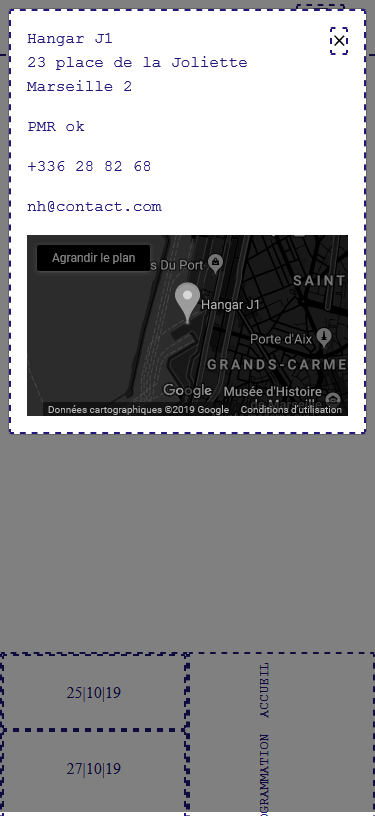 Hangar J1
23 place de la Joliette
Marseille 2
PMR ok
+336 28 82 68
nh@contact.com
Agrandir le plan
s Du Port
SAINT
Hangar J1
Porte d'Aix
GRANDS-CARME
Google
Musée d'Histoire
de Marseille
Données cartographiques ©2019 Google
Conditions d'utilisation
25|10|19
27|10|19
ACCUEIL
OGRAMMATION